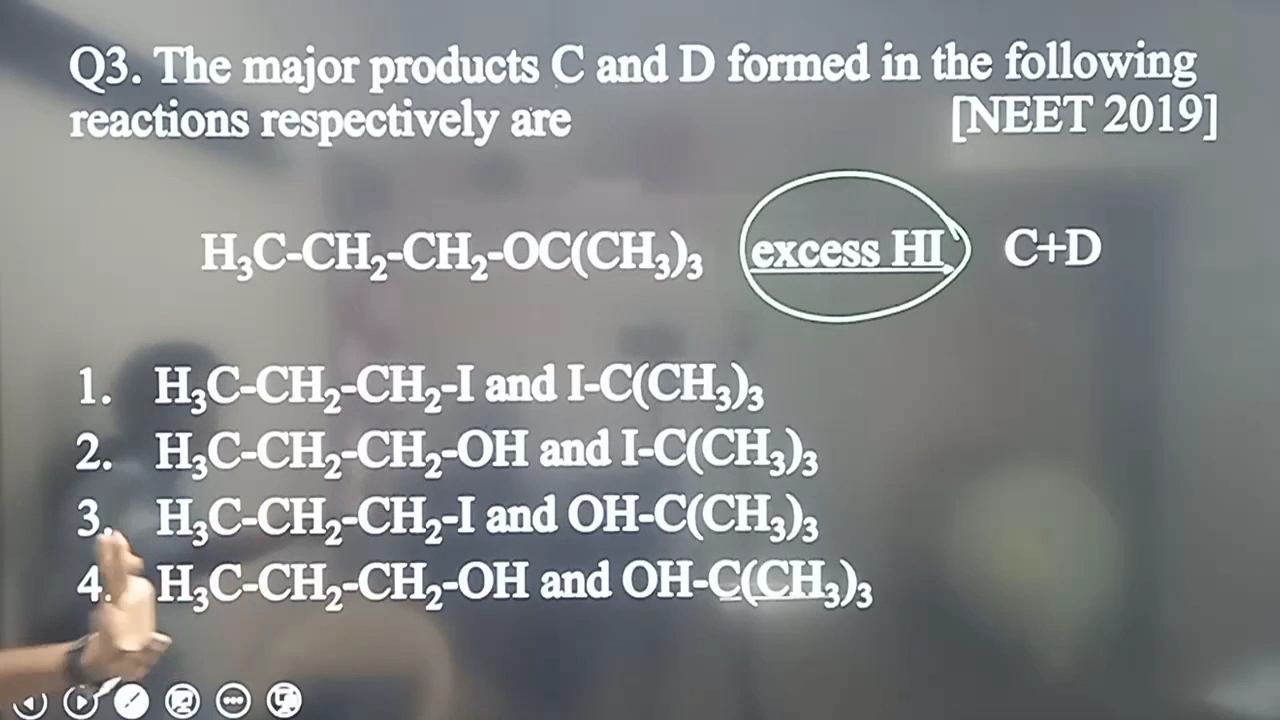 Q3. The major products C and D formed in the following
reactions respectively are [NEET 2019]
H₃C-CH₂-CH₂-OC(CH₃)₃ excess HI C+D
1. H₃C-CH₂-CH₂-I and I-C(CH₃)₃
2. H₃C-CH₂-CH₂-OH and I-C(CH₃)₃
3. H₃C-CH₂-CH₂-I and OH-C(CH₃)₃
4. H₃C-CH₂-CH₂-OH and OH-C(CH₃)₃